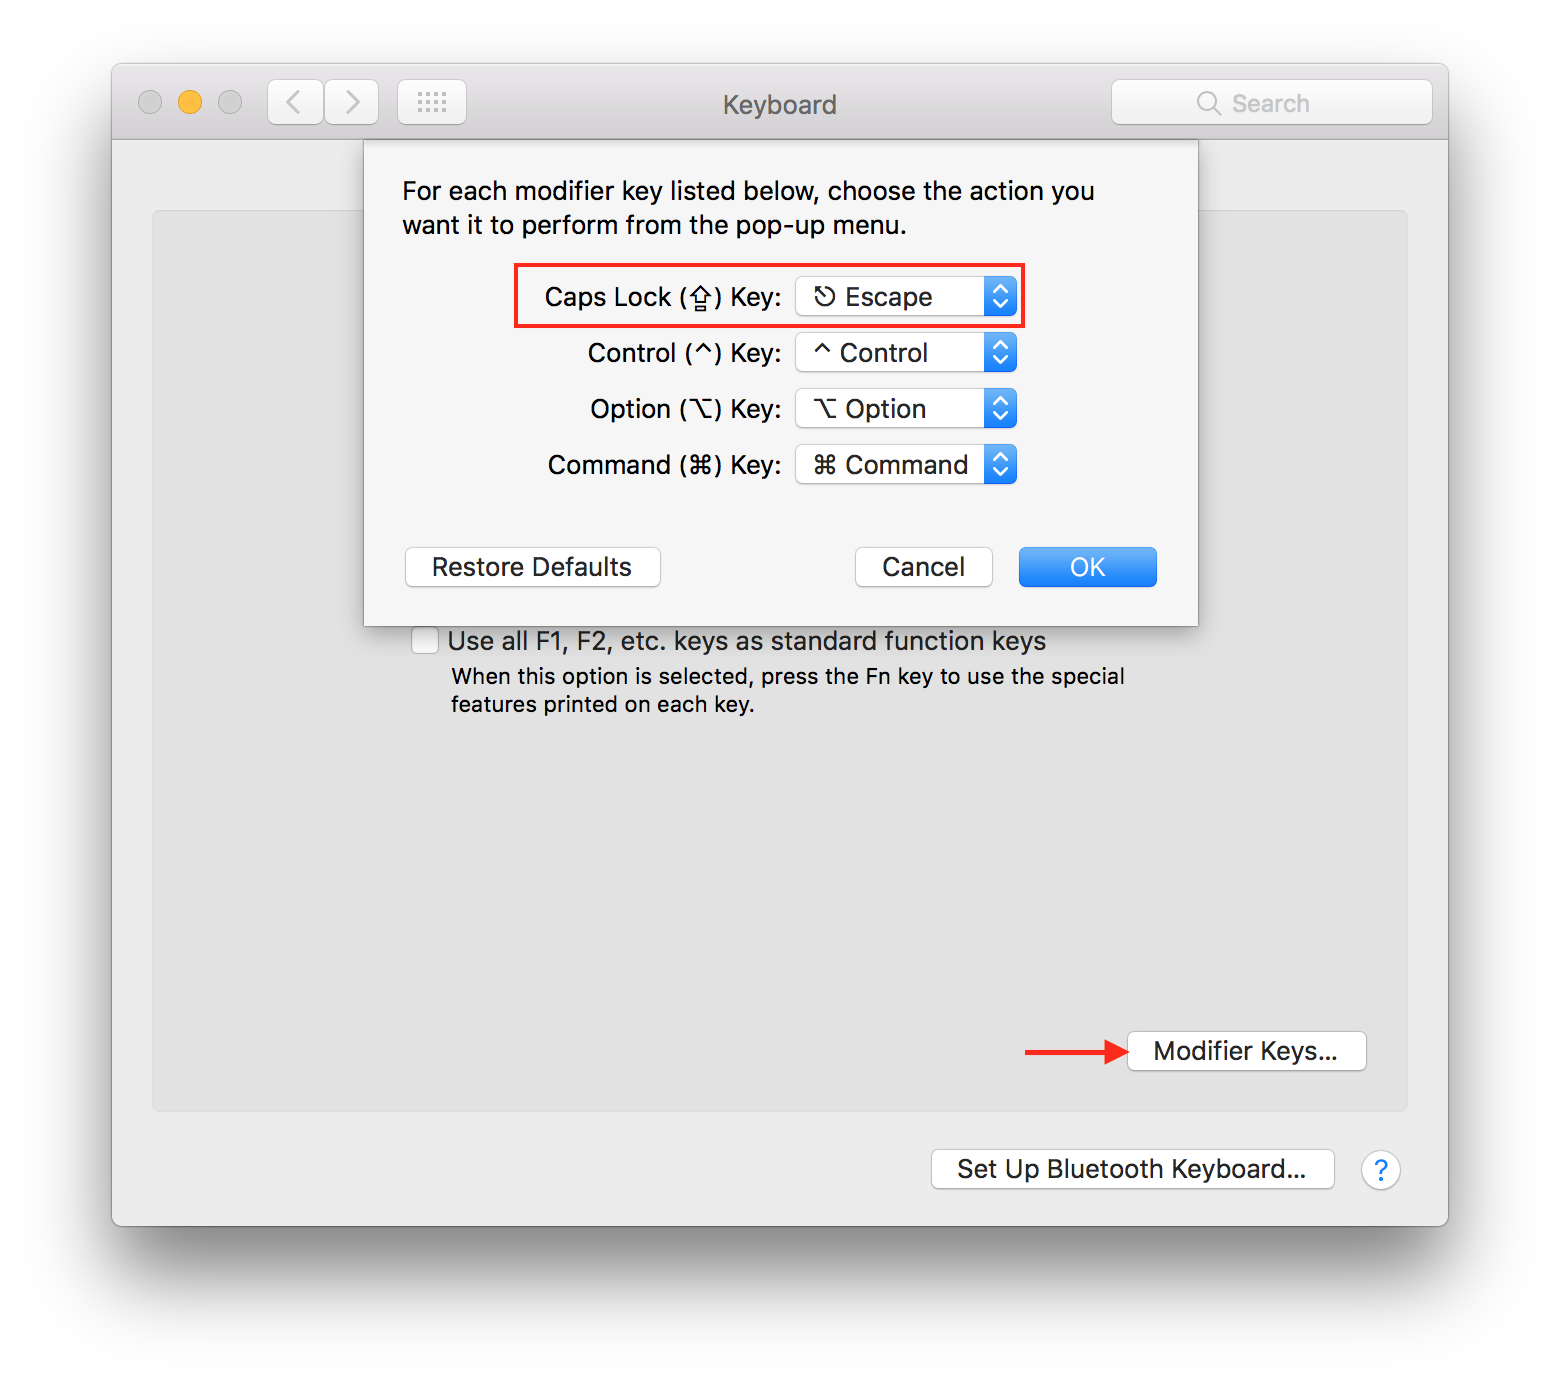 Keyboard
Search
For each modifier key listed below, choose the action you
want it to perform from the pop-up menu.
Caps Lock (⇪) Key: ⎋ Escape
Control (^) Key: ^ Control
Option (⌥) Key: ⌥ Option
Command (⌘) Key: ⌘ Command
Restore Defaults
Cancel
OK
Use all F1, F2, etc. keys as standard function keys
When this option is selected, press the Fn key to use the special
features printed on each key.
Modifier Keys...
Set Up Bluetooth Keyboard...
?